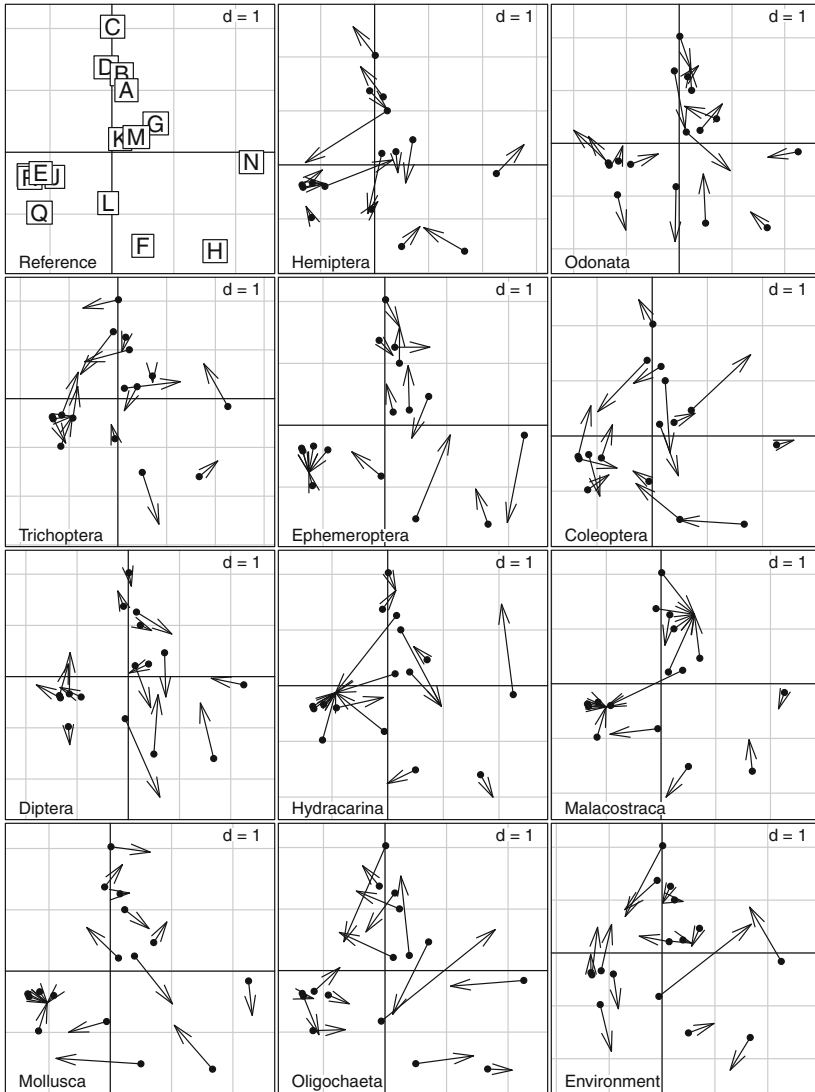 d = 1
C
D B
A
G
K M
N
E J
L
Q
F
H
Reference
d = 1
Hemiptera
d = 1
Odonata
d = 1
Trichoptera
d = 1
Ephemeroptera
d = 1
Coleoptera
d = 1
Diptera
d = 1
Hydracarina
d = 1
Malacostraca
d = 1
Mollusca
d = 1
Oligochaeta
d = 1
Environment